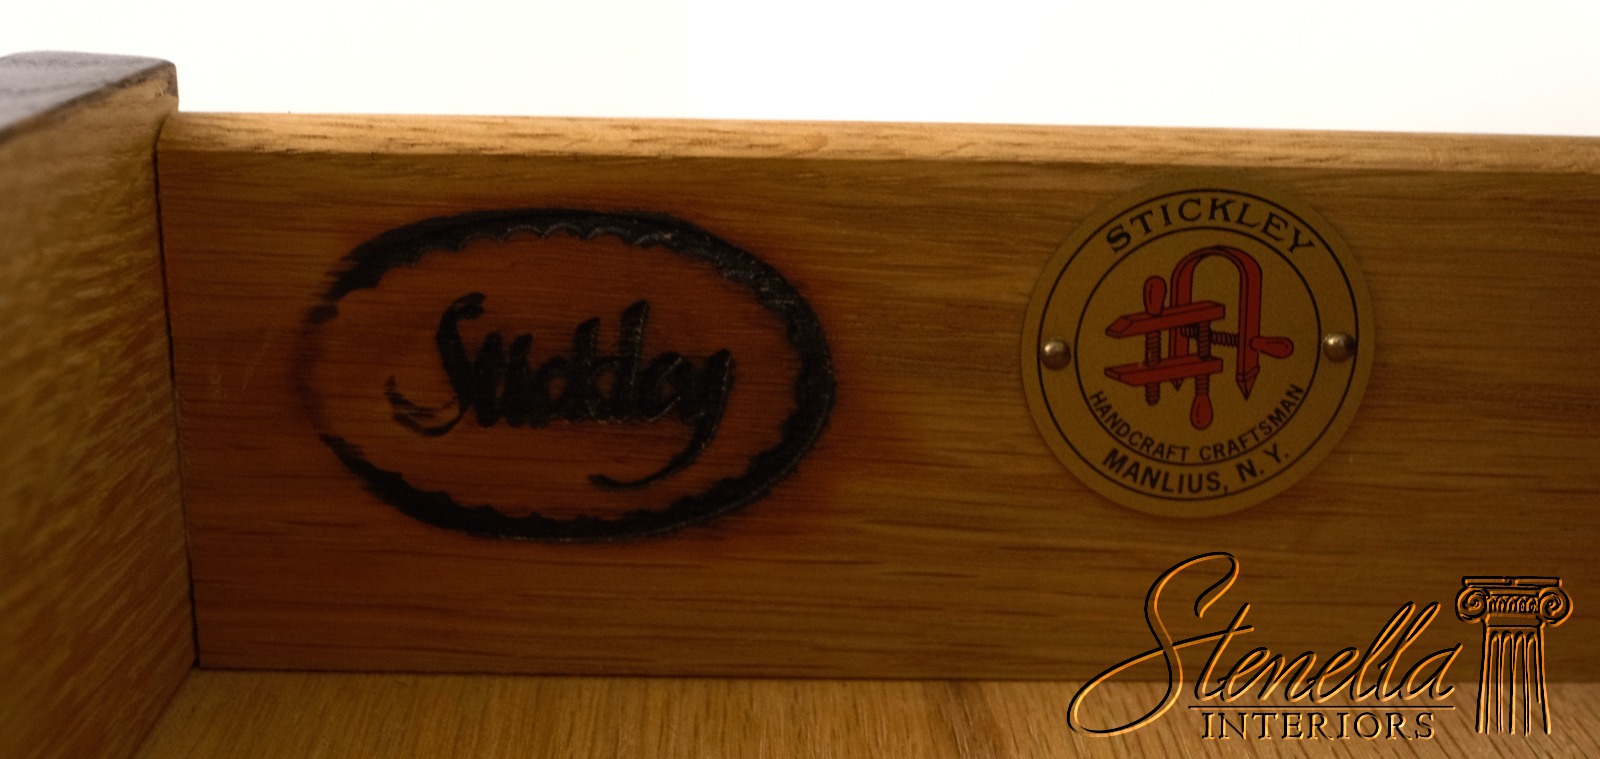 Stickley
STICKLEY
HANDCRAFT CRAFTSMAN
MANLIUS, N.Y.
Stenella
INTERIORS